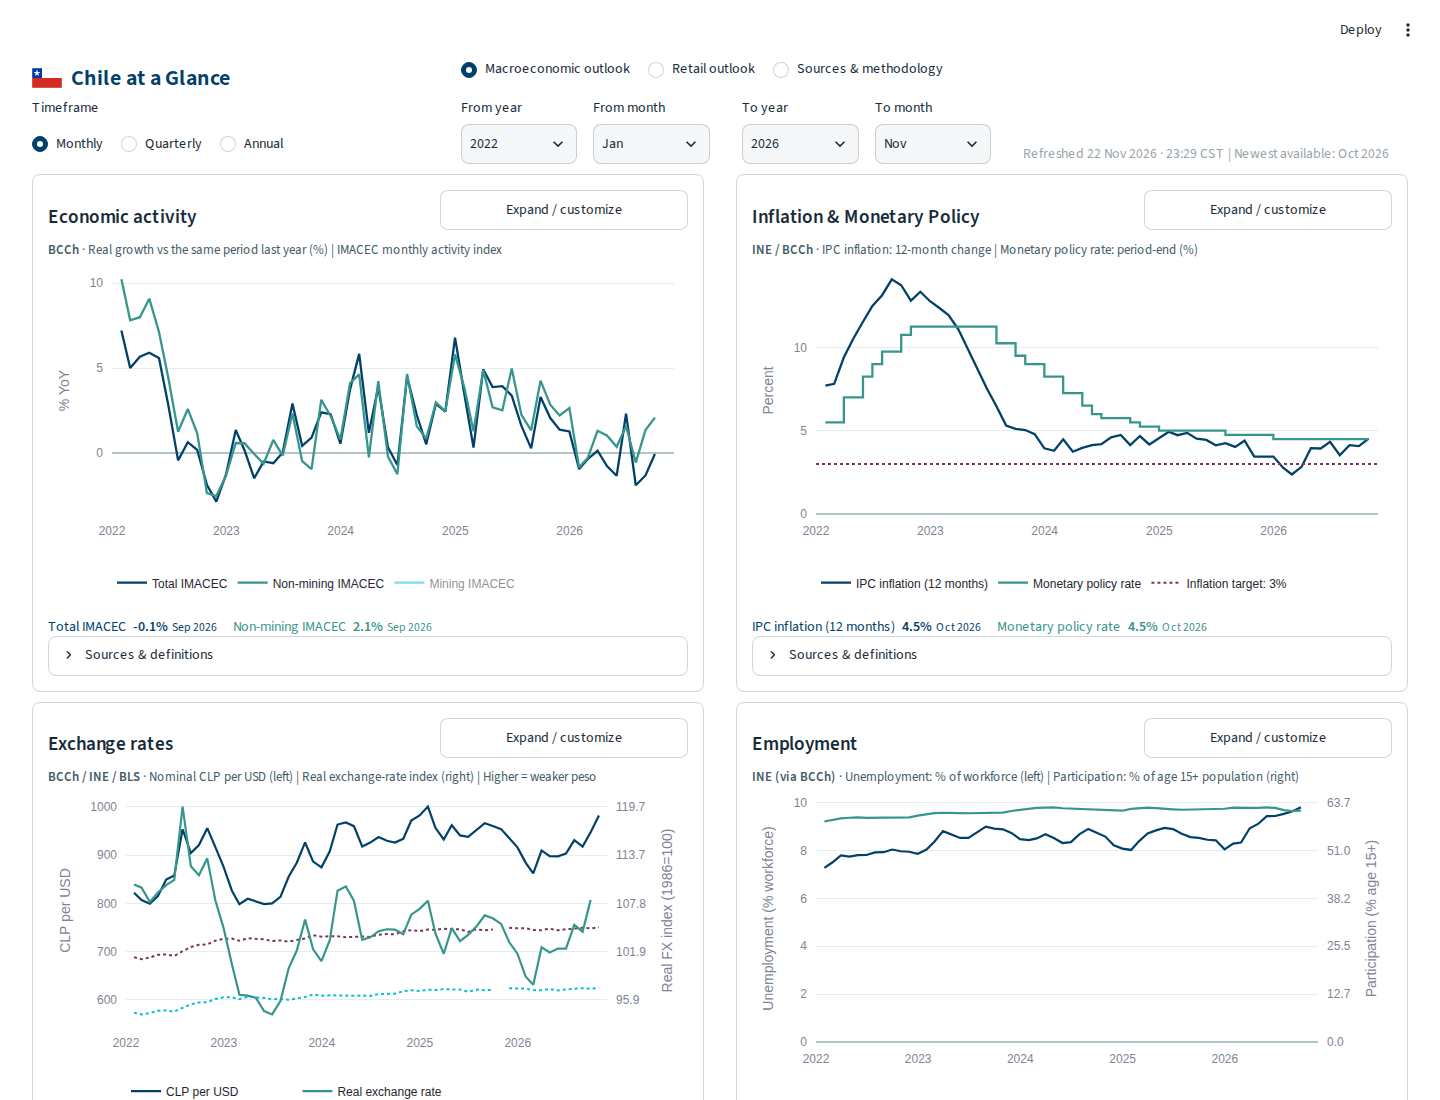 Deploy
Chile at a Glance
Macroeconomic outlook Retail outlook Sources & methodology
Timeframe
From year From month To year To month
Monthly Quarterly Annual
2022 Jan 2026 Nov
Refreshed 22 Nov 2026 · 23:29 CST | Newest available: Oct 2026
Economic activity
Expand / customize
BCCh · Real growth vs the same period last year (%) | IMACEC monthly activity index
% YoY
10
5
0
2022 2023 2024 2025 2026
Total IMACEC Non-mining IMACEC Mining IMACEC
Total IMACEC -0.1% Sep 2026 Non-mining IMACEC 2.1% Sep 2026
Sources & definitions
Inflation & Monetary Policy
Expand / customize
INE / BCCh · IPC inflation: 12-month change | Monetary policy rate: period-end (%)
Percent
10
5
0
2022 2023 2024 2025 2026
IPC inflation (12 months) Monetary policy rate Inflation target: 3%
IPC inflation (12 months) 4.5% Oct 2026 Monetary policy rate 4.5% Oct 2026
Sources & definitions
Exchange rates
Expand / customize
BCCh / INE / BLS · Nominal CLP per USD (left) | Real exchange-rate index (right) | Higher = weaker peso
CLP per USD
Real FX index (1986=100)
1000 119.7
900 113.7
800 107.8
700 101.9
600 95.9
2022 2023 2024 2025 2026
CLP per USD Real exchange rate
Employment
Expand / customize
INE (via BCCh) · Unemployment: % of workforce (left) | Participation: % of age 15+ population (right)
Unemployment (% workforce)
Participation (% age 15+)
10 63.7
8 51.0
6 38.2
4 25.5
2 12.7
0 0.0
2022 2023 2024 2025 2026